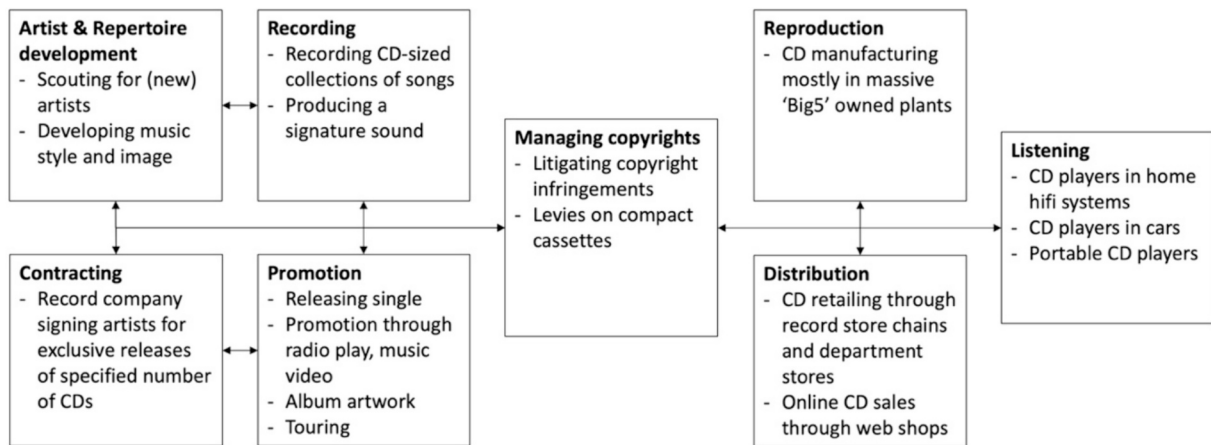 Artist & Repertoire
development
- Scouting for (new)
artists
- Developing music
style and image
Recording
- Recording CD-sized
collections of songs
- Producing a
signature sound
Contracting
- Record company
signing artists for
exclusive releases
of specified number
of CDs
Promotion
- Releasing single
- Promotion through
radio play, music
video
- Album artwork
- Touring
Managing copyrights
- Litigating copyright
infringements
- Levies on compact
cassettes
Reproduction
- CD manufacturing
mostly in massive
‘Big5’ owned plants
Distribution
- CD retailing through
record store chains
and department
stores
- Online CD sales
through web shops
Listening
- CD players in home
hifi systems
- CD players in cars
- Portable CD players